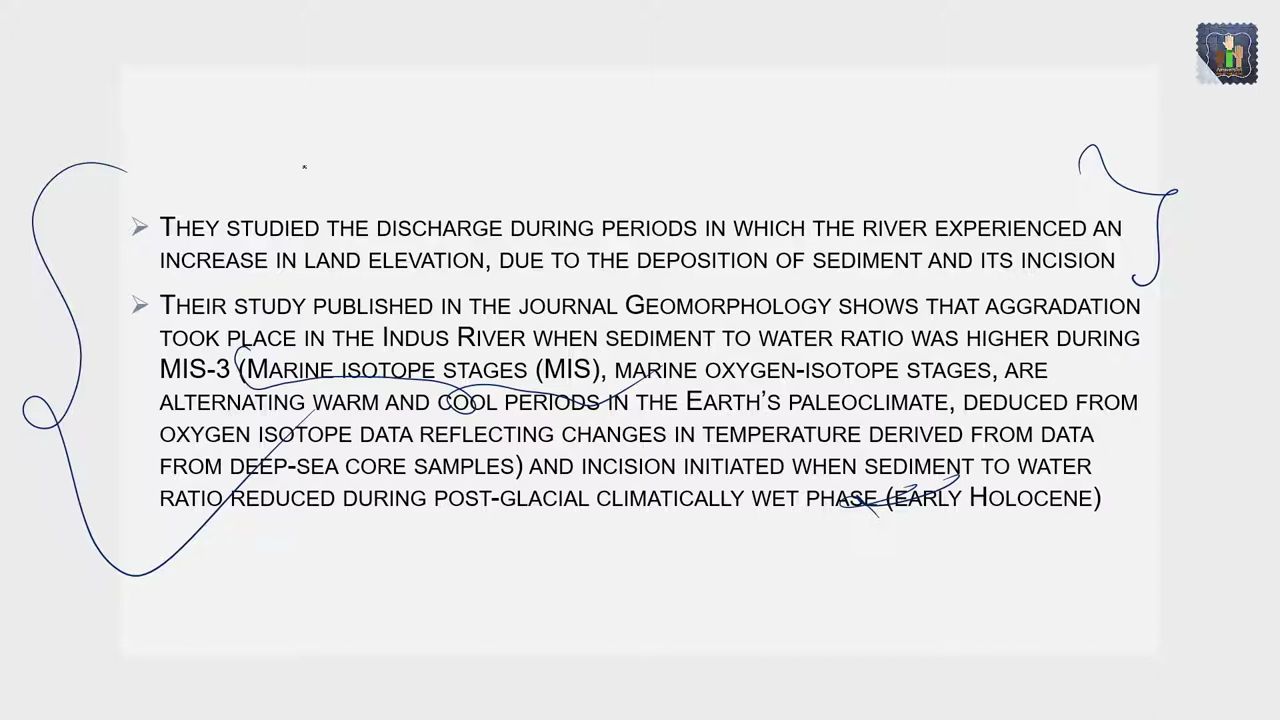 THEY STUDIED THE DISCHARGE DURING PERIODS IN WHICH THE RIVER EXPERIENCED AN
INCREASE IN LAND ELEVATION, DUE TO THE DEPOSITION OF SEDIMENT AND ITS INCISION
THEIR STUDY PUBLISHED IN THE JOURNAL GEOMORPHOLOGY SHOWS THAT AGGRADATION
TOOK PLACE IN THE INDUS RIVER WHEN SEDIMENT TO WATER RATIO WAS HIGHER DURING
MIS-3 (MARINE ISOTOPE STAGES (MIS), MARINE OXYGEN-ISOTOPE STAGES, ARE
ALTERNATING WARM AND COOL PERIODS IN THE EARTH'S PALEOCLIMATE, DEDUCED FROM
OXYGEN ISOTOPE DATA REFLECTING CHANGES IN TEMPERATURE DERIVED FROM DATA
FROM DEEP-SEA CORE SAMPLES) AND INCISION INITIATED WHEN SEDIMENT TO WATER
RATIO REDUCED DURING POST-GLACIAL CLIMATICALLY WET PHASE (EARLY HOLOCENE)